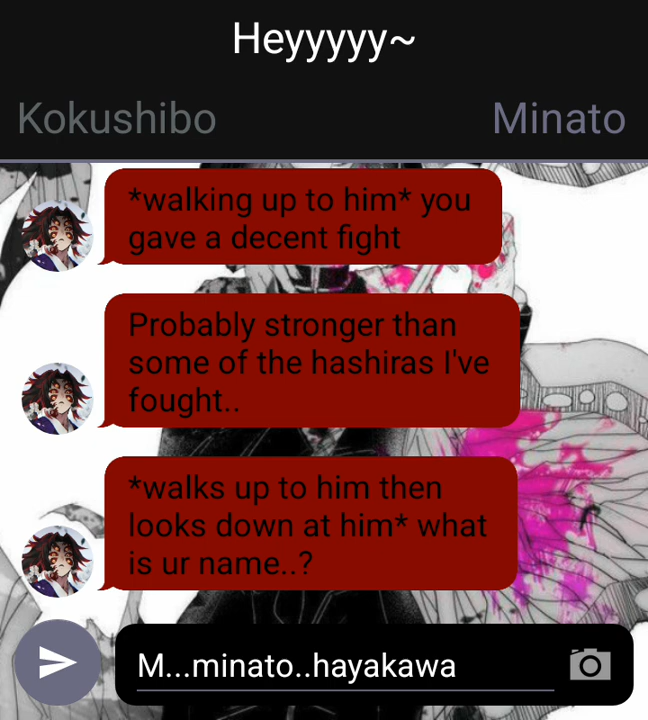 Heyyyyy~
Kokushibo Minato
*walking up to him* you
gave a decent fight
Probably stronger than
some of the hashiras I've
fought..
*walks up to him then
looks down at him* what
is ur name..?
M...minato..hayakawa